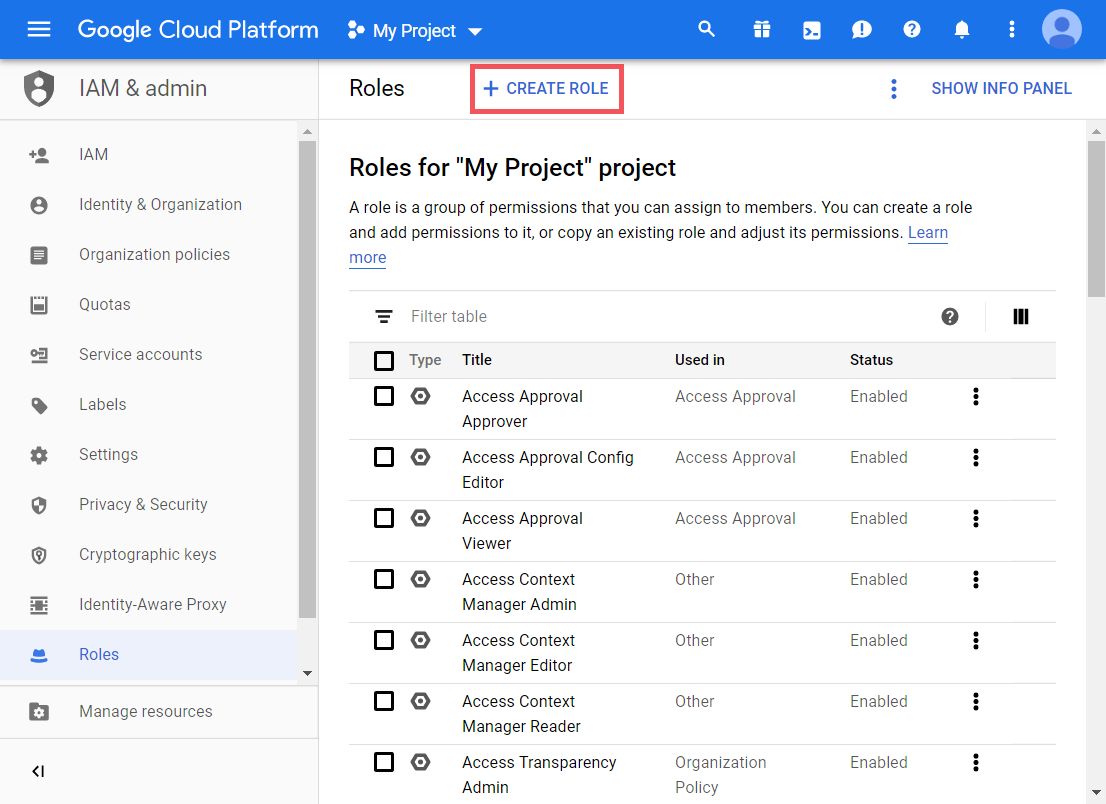 Google Cloud Platform
My Project
IAM & admin
Roles
CREATE ROLE
SHOW INFO PANEL
IAM
Identity & Organization
Organization policies
Quotas
Service accounts
Labels
Settings
Privacy & Security
Cryptographic keys
Identity-Aware Proxy
Roles
Manage resources
Roles for "My Project" project
A role is a group of permissions that you can assign to members. You can create a role
and add permissions to it, or copy an existing role and adjust its permissions. Learn
more
Filter table
Type Title Used in Status
Access Approval Access Approval Enabled
Approver
Access Approval Config Access Approval Enabled
Editor
Access Approval Access Approval Enabled
Viewer
Access Context Other Enabled
Manager Admin
Access Context Other Enabled
Manager Editor
Access Context Other Enabled
Manager Reader
Access Transparency Organization Enabled
Admin Policy